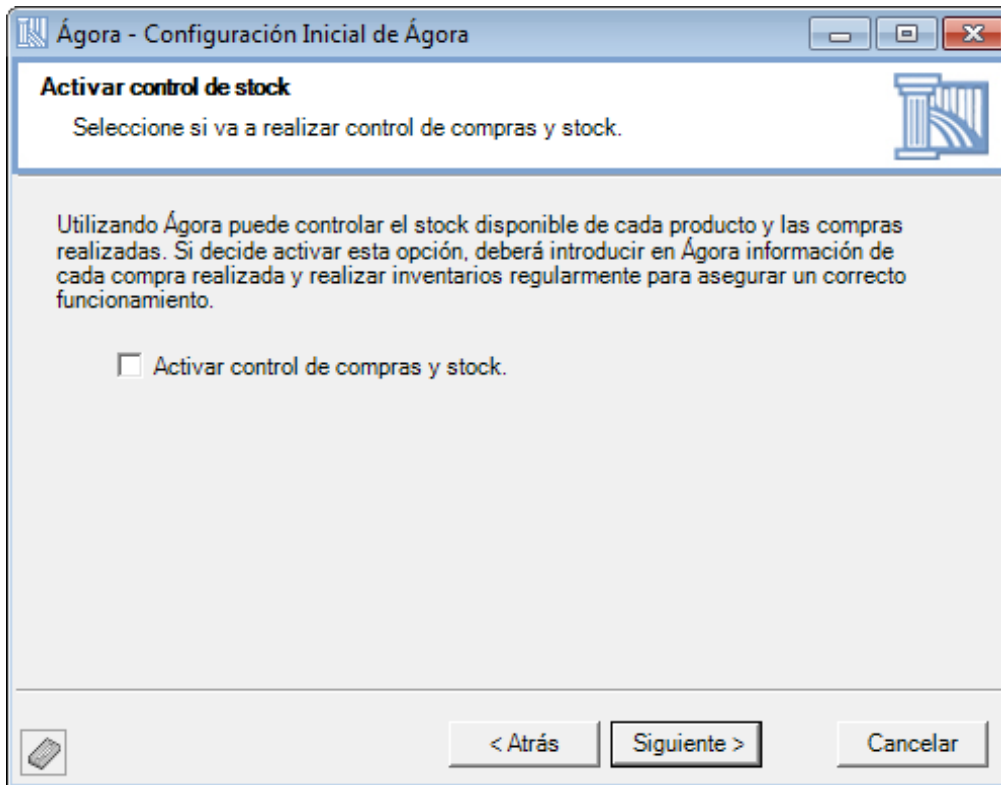 Ágora - Configuración Inicial de Ágora
Activar control de stock
Seleccione si va a realizar control de compras y stock.
Utilizando Ágora puede controlar el stock disponible de cada producto y las compras
realizadas. Si decide activar esta opción, deberá introducir en Ágora información de
cada compra realizada y realizar inventarios regularmente para asegurar un correcto
funcionamiento.
Activar control de compras y stock.
< Atrás
Siguiente >
Cancelar